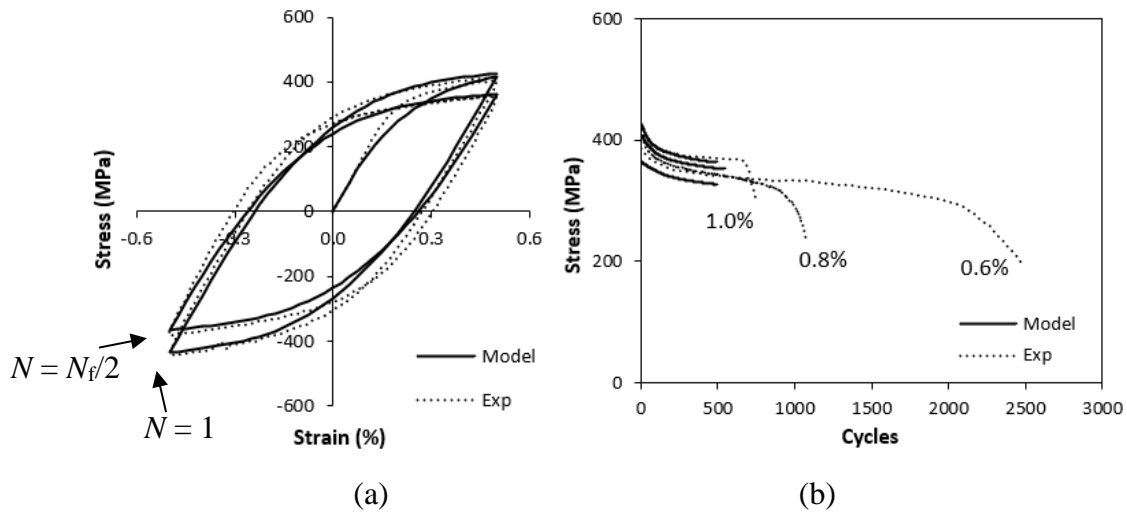 600
400
200
0
-200
-400
-600
-0.6
-0.3
0.0
0.3
0.6
Stress (MPa)
Strain (%)
Model
Exp
N = Nf/2
N = 1
(a)
600
400
200
0
0
500
1000
1500
2000
2500
3000
Stress (MPa)
Cycles
1.0%
0.8%
0.6%
Model
Exp
(b)